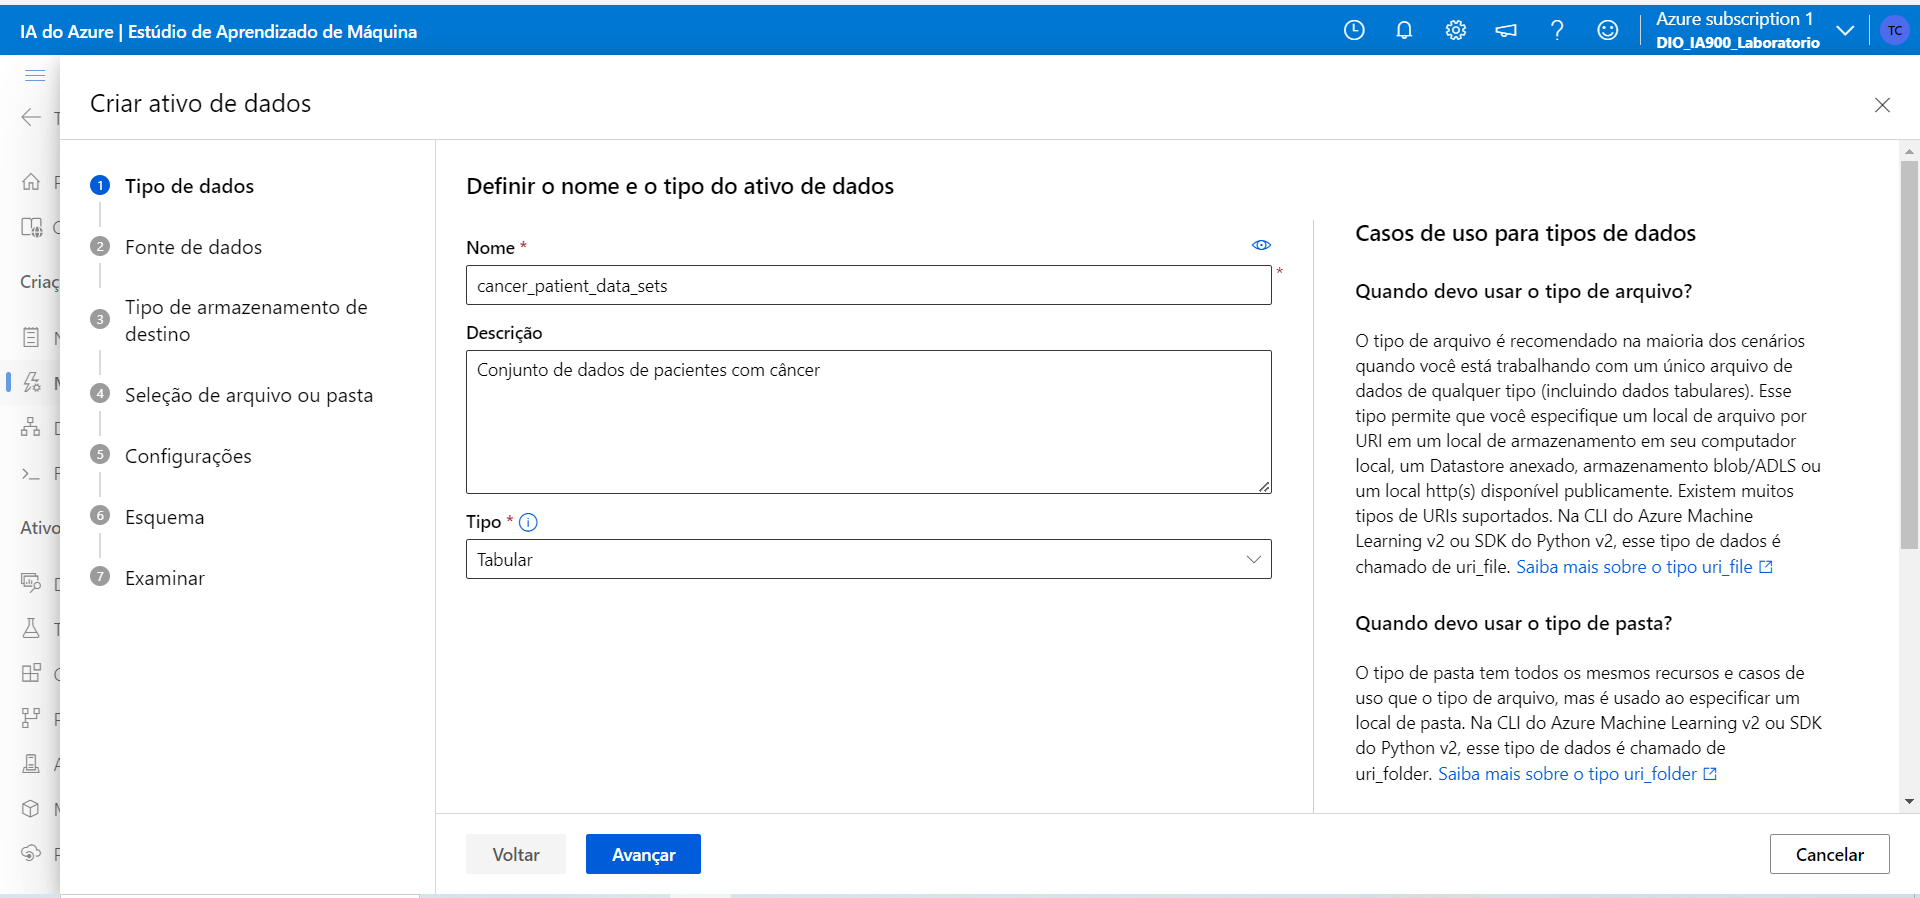 IA do Azure | Estúdio de Aprendizado de Máquina
Azure subscription 1
DIO_IA900_Laboratorio
TC
Criar ativo de dados
Criaç
Ativo
1 Tipo de dados
2 Fonte de dados
3 Tipo de armazenamento de
destino
4 Seleção de arquivo ou pasta
5 Configurações
6 Esquema
7 Examinar
Definir o nome e o tipo do ativo de dados
Nome *
cancer_patient_data_sets
*
Descrição
Conjunto de dados de pacientes com câncer
Tipo *
Tabular
Casos de uso para tipos de dados
Quando devo usar o tipo de arquivo?
O tipo de arquivo é recomendado na maioria dos cenários
quando você está trabalhando com um único arquivo de
dados de qualquer tipo (incluindo dados tabulares). Esse
tipo permite que você especifique um local de arquivo por
URI em um local de armazenamento em seu computador
local, um Datastore anexado, armazenamento blob/ADLS ou
um local http(s) disponível publicamente. Existem muitos
tipos de URIs suportados. Na CLI do Azure Machine
Learning v2 ou SDK do Python v2, esse tipo de dados é
chamado de uri_file. Saiba mais sobre o tipo uri_file
Quando devo usar o tipo de pasta?
O tipo de pasta tem todos os mesmos recursos e casos de
uso que o tipo de arquivo, mas é usado ao especificar um
local de pasta. Na CLI do Azure Machine Learning v2 ou SDK
do Python v2, esse tipo de dados é chamado de
uri_folder. Saiba mais sobre o tipo uri_folder
Voltar
Avançar
Cancelar